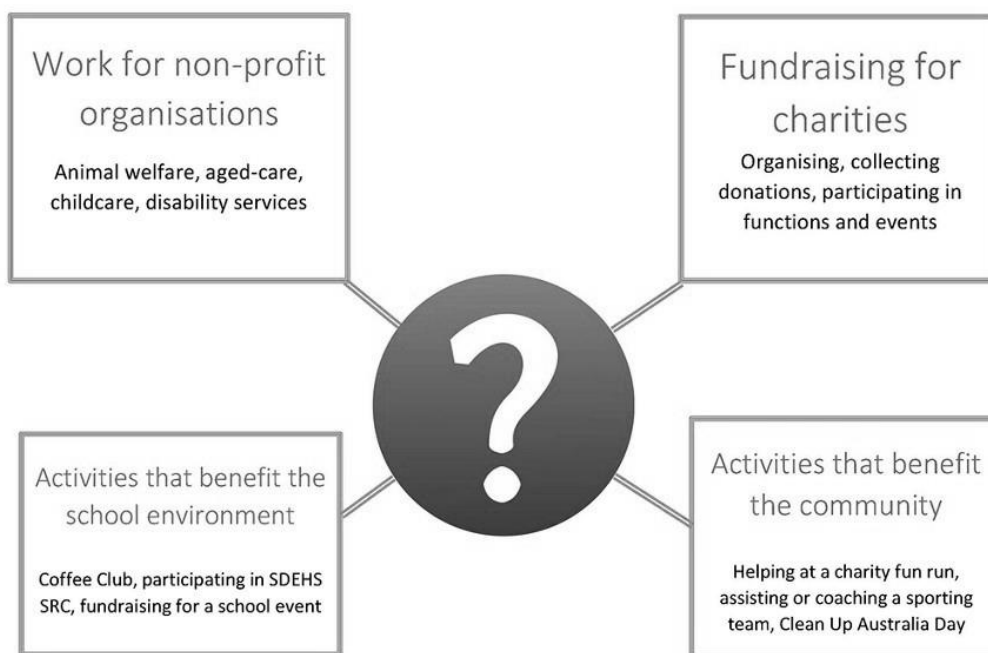 Work for non-profit
organisations
Animal welfare, aged-care,
childcare, disability services
Fundraising for
charities
Organising, collecting
donations, participating in
functions and events
?
Activities that benefit the
school environment
Coffee Club, participating in SDEHS
SRC, fundraising for a school event
Activities that benefit
the community
Helping at a charity fun run,
assisting or coaching a sporting
team, Clean Up Australia Day